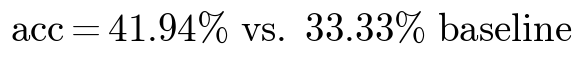 acc = 41.94% vs. 33.33% baseline